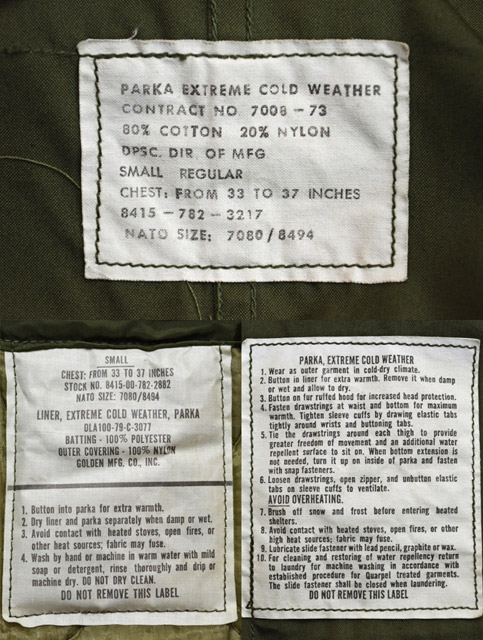 PARKA EXTREME COLD WEATHER
CONTRACT NO. 7008-73
80% COTTON 20% NYLON
DPSC. DIR. OF MFG
SMALL REGULAR
CHEST: FROM 33 TO 37 INCHES
8415-782-3217
NATO SIZE: 7080/8494
SMALL
CHEST: FROM 33 TO 37 INCHES
STOCK NO. 8415-00-782-2882
NATO SIZE: 7080/8494
LINER, EXTREME COLD WEATHER, PARKA
DLA100-79-C-3077
BATTING - 100% POLYESTER
OUTER COVERING - 100% NYLON
GOLDEN MFG. CO., INC.
1. Button into parka for extra warmth.
2. Dry liner and parka separately when damp or wet.
3. Avoid contact with heated stoves, open fires, or
other heat sources; fabric may fuse.
4. Wash by hand or machine in warm water with mild
soap or detergent, rinse thoroughly and drip or
machine dry. DO NOT DRY CLEAN.
DO NOT REMOVE THIS LABEL
PARKA, EXTREME COLD WEATHER
1. Wear as outer garment in cold-dry climate.
2. Button in liner for extra warmth. Remove it when damp
or wet and allow to dry.
3. Button on fur ruffed hood for increased head protection.
4. Fasten drawstrings at waist and bottom for maximum
warmth. Tighten sleeve cuffs by drawing elastic tabs
tightly around wrists and buttoning tabs.
5. Tie the drawstrings around each thigh to provide
greater freedom of movement and an additional water
repellent surface to sit on. When bottom extension is
not needed, turn it up on inside of parka and fasten
with snap fasteners.
6. Loosen drawstrings, open zipper, and unbutton elastic
tabs on sleeve cuffs to ventilate.
AVOID OVERHEATING.
7. Brush off snow and frost before entering heated
shelters.
8. Avoid contact with heated stoves, open fires, or other
high heat sources; fabric may fuse.
9. Lubricate slide fastener with lead pencil, graphite or wax.
10. For cleaning and restoring of water repellency return
to laundry for machine washing in accordance with
established procedure for Quarpel treated garments.
The slide fastener shall be closed when laundering.
DO NOT REMOVE THIS LABEL